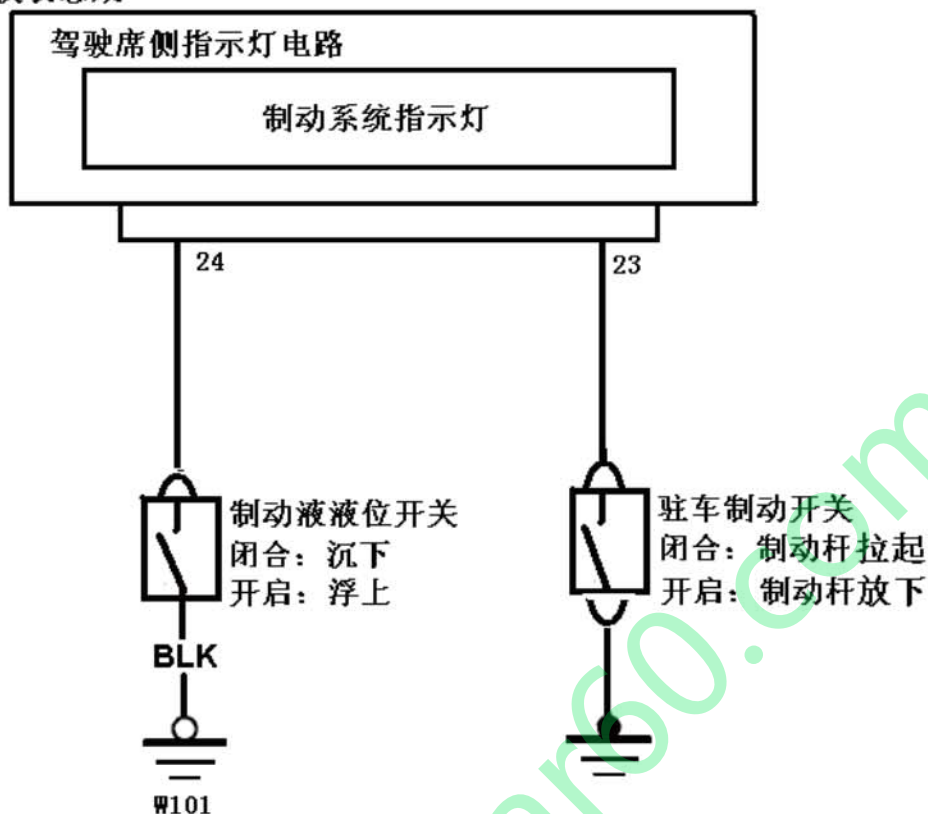 驾驶席侧指示灯电路
制动系统指示灯
24
23
制动液液位开关
闭合：沉下
开启：浮上
驻车制动开关
闭合：制动杆拉起
开启：制动杆放下
BLK
W101